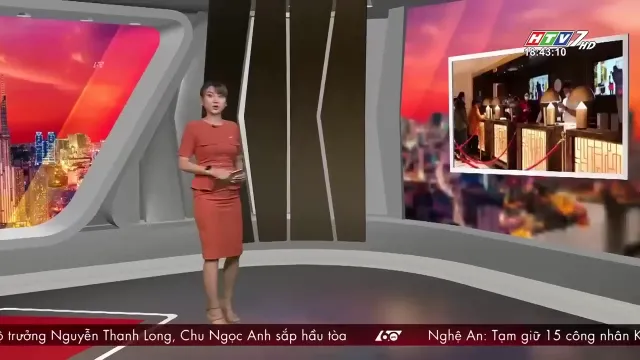 HTV7 HD
18:43:10
ộ trưởng Nguyễn Thanh Long, Chu Ngọc Anh sắp hầu tòa
Nghệ An: Tạm giữ 15 công nhân K